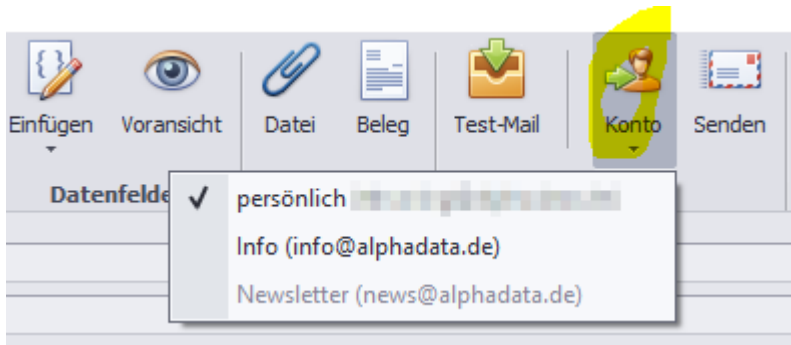 Einfügen Voransicht Datei Beleg Test-Mail Konto Senden
Datenfelde
persönlich
Info (info@alphadata.de)
Newsletter (news@alphadata.de)